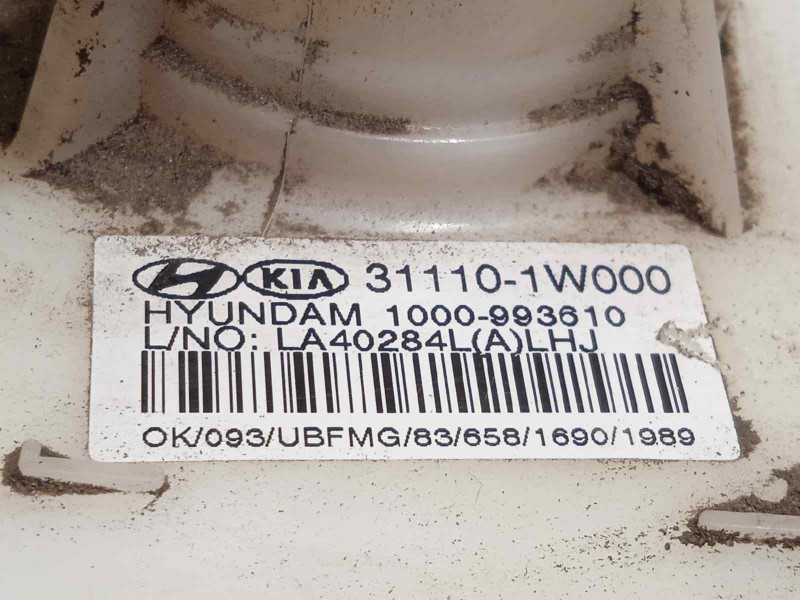 KIA 31110-1W000
HYUNDAM 1000-993610
L/NO: LA40284L(A)LHJ
OK/093/UBFMG/83/658/1690/1989